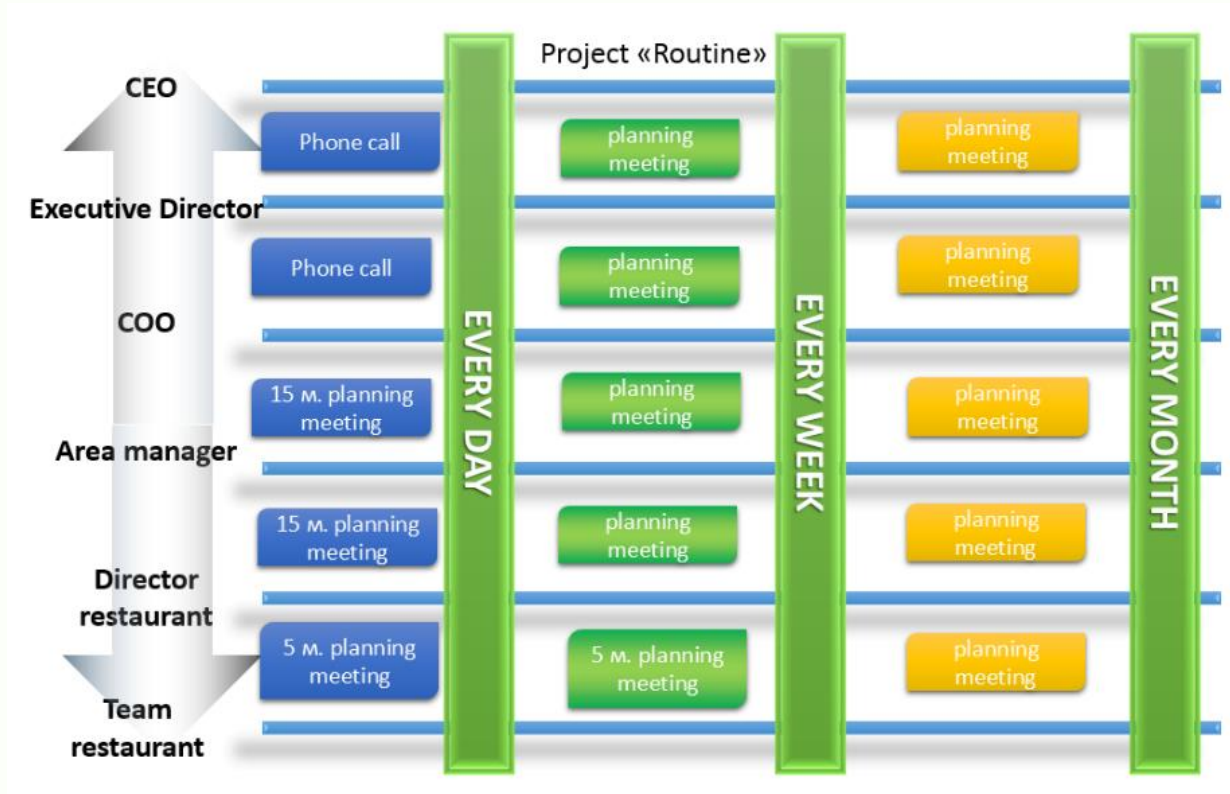 Project «Routine»
CEO
Phone call
planning
meeting
planning
meeting
Executive Director
Phone call
planning
meeting
planning
meeting
COO
15 м. planning
meeting
planning
meeting
planning
meeting
Area manager
15 м. planning
meeting
planning
meeting
planning
meeting
Director
restaurant
5 м. planning
meeting
5 м. planning
meeting
planning
meeting
Team
restaurant
EVERY DAY
EVERY WEEK
EVERY MONTH